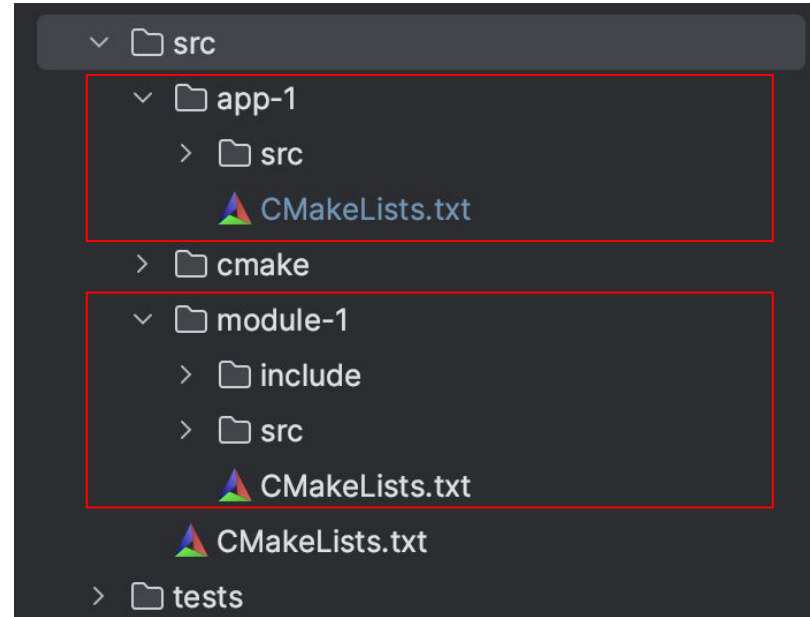 src
app-1
src
CMakeLists.txt
cmake
module-1
include
src
CMakeLists.txt
CMakeLists.txt
tests